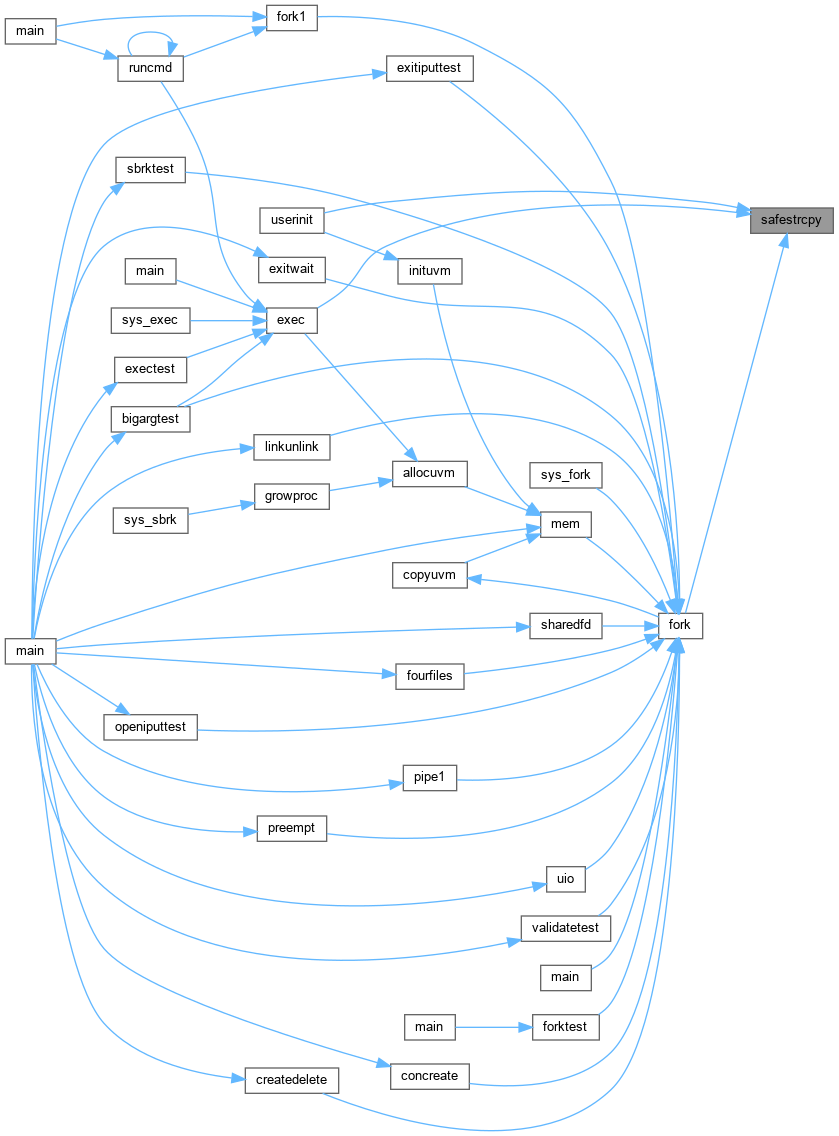 fork1
main
runcmd
exitiputtest
sbrktest
userinit
safestrcpy
exitwait
inituvm
main
sys_exec
exec
exectest
bigargtest
linkunlink
allocuvm
sys_fork
growproc
sys_sbrk
mem
copyuvm
sharedfd
fork
main
fourfiles
openiputtest
pipe1
preempt
uio
validatetest
main
main
forktest
concreate
createdelete